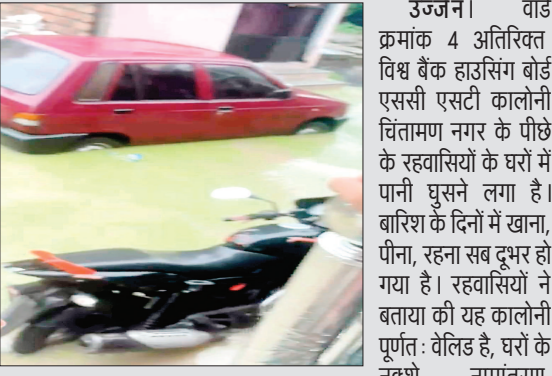 उज्जैन। वार्ड
क्रमांक 4 अतिरिक्त
विश्व बैंक हाउसिंग बोर्ड
एससी एसटी कालोनी
चिंतामण नगर के पीछे
के रहवासियों के घरों में
पानी घुसने लगा है।
बारिश के दिनों में खाना,
पीना, रहना सब दूभर हो
गया है। रहवासियों ने
बताया की यह कालोनी
पूर्णत: वेलिड है, घरों के